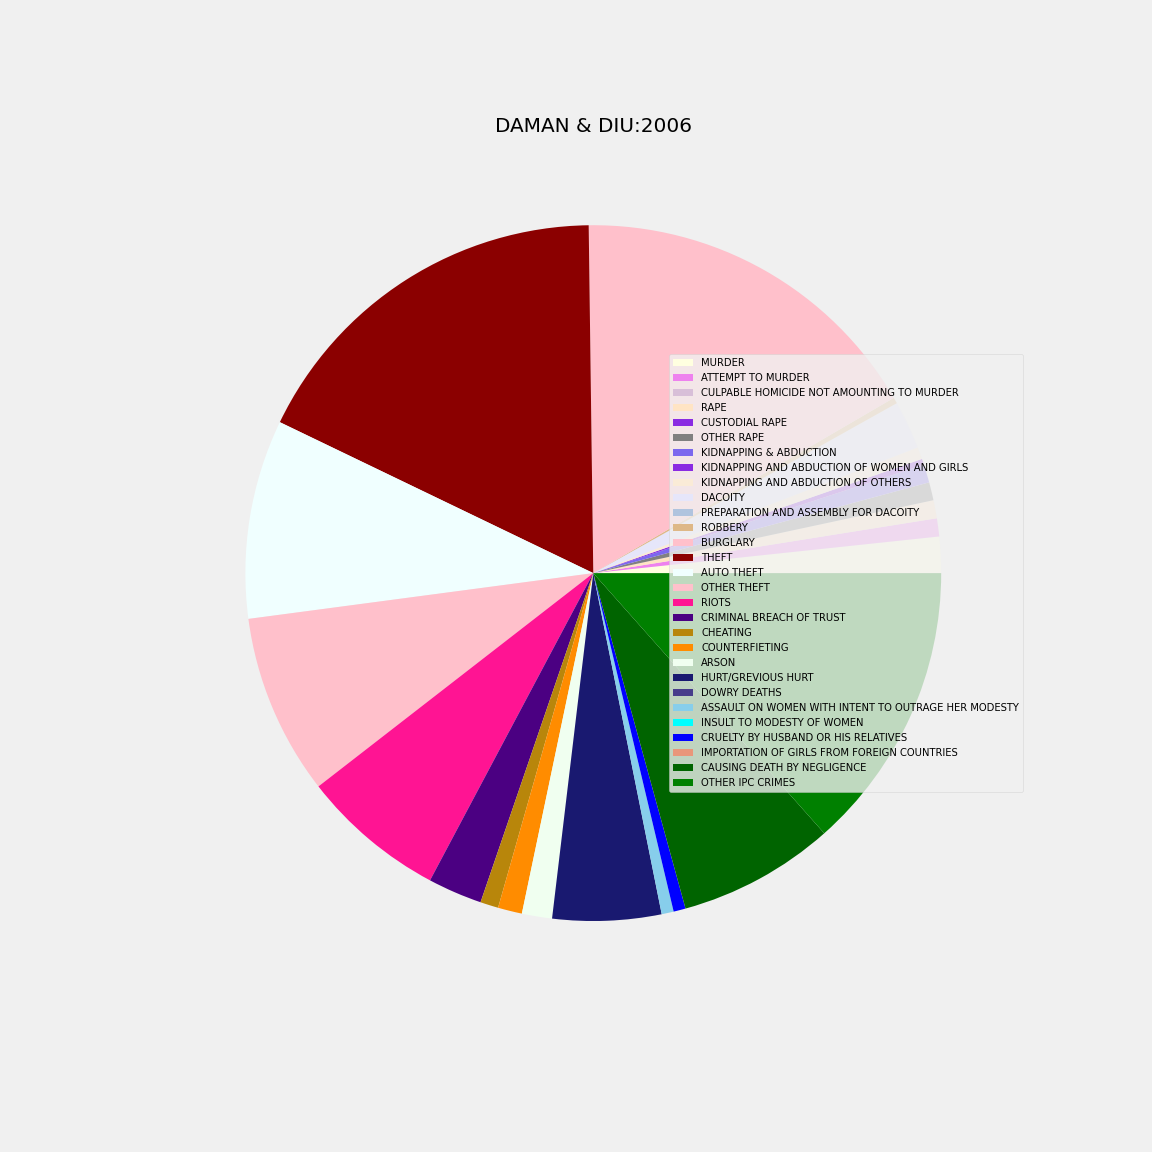 DAMAN & DIU:2006
MURDER
ATTEMPT TO MURDER
CULPABLE HOMICIDE NOT AMOUNTING TO MURDER
RAPE
CUSTODIAL RAPE
OTHER RAPE
KIDNAPPING & ABDUCTION
KIDNAPPING AND ABDUCTION OF WOMEN AND GIRLS
KIDNAPPING AND ABDUCTION OF OTHERS
DACOITY
PREPARATION AND ASSEMBLY FOR DACOITY
ROBBERY
BURGLARY
THEFT
AUTO THEFT
OTHER THEFT
RIOTS
CRIMINAL BREACH OF TRUST
CHEATING
COUNTERFIETING
ARSON
HURT/GREVIOUS HURT
DOWRY DEATHS
ASSAULT ON WOMEN WITH INTENT TO OUTRAGE HER MODESTY
INSULT TO MODESTY OF WOMEN
CRUELTY BY HUSBAND OR HIS RELATIVES
IMPORTATION OF GIRLS FROM FOREIGN COUNTRIES
CAUSING DEATH BY NEGLIGENCE
OTHER IPC CRIMES